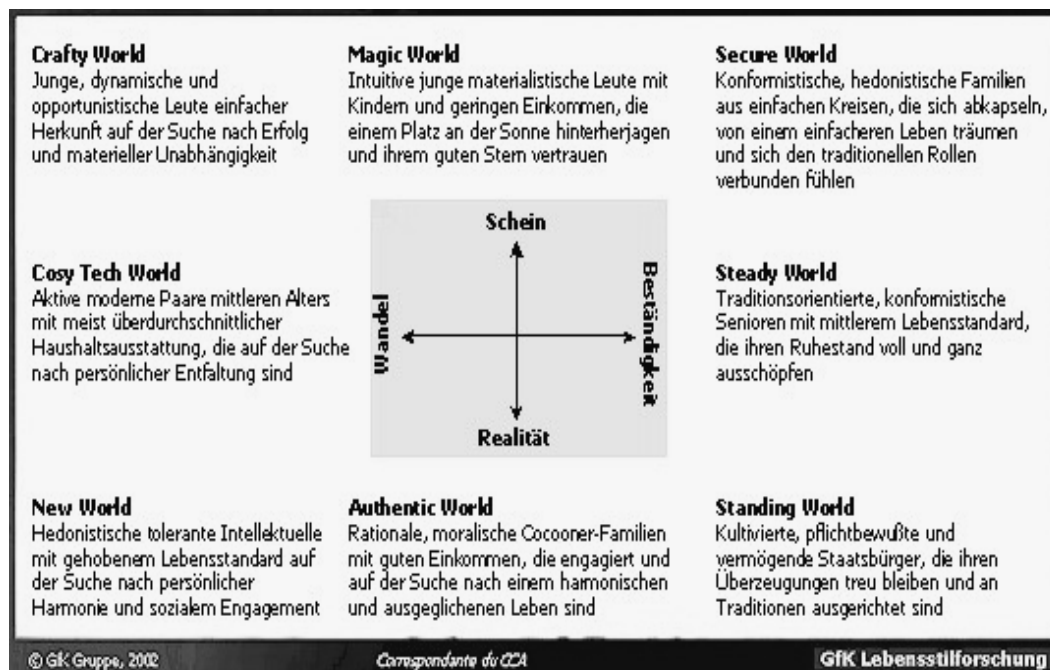 Crafty World
Junge, dynamische und
opportunistische Leute einfacher
Herkunft auf der Suche nach Erfolg
und materieller Unabhängigkeit
Magic World
Intuitive junge materialistische Leute mit
Kindern und geringen Einkommen, die
einem Platz an der Sonne hinterherjagen
und ihrem guten Stern vertrauen
Secure World
Konformistische, hedonistische Familien
aus einfachen Kreisen, die sich abkapseln,
von einem einfacheren Leben träumen
und sich den traditionellen Rollen
verbunden fühlen
Cosy Tech World
Aktive moderne Paare mittleren Alters
mit meist überdurchschnittlicher
Haushaltsausstattung, die auf der Suche
nach persönlicher Entfaltung sind
Schein
Wandel
Beständigkeit
Realität
Steady World
Traditionsorientierte, konformistische
Senioren mit mittlerem Lebensstandard,
die ihren Ruhestand voll und ganz
ausschöpfen
New World
Hedonistische tolerante Intellektuelle
mit gehobenem Lebensstandard auf
der Suche nach persönlicher
Harmonie und sozialem Engagement
Authentic World
Rationale, moralische Cocooner-Familien
mit guten Einkommen, die engagiert und
auf der Suche nach einem harmonischen
und ausgeglichenen Leben sind
Standing World
Kultivierte, pflichtbewußte und
vermögende Staatsbürger, die ihren
Überzeugungen treu bleiben und an
Traditionen ausgerichtet sind
© GfK Gruppe, 2002
Correspondante du CCA
GfK Lebensstilforschung